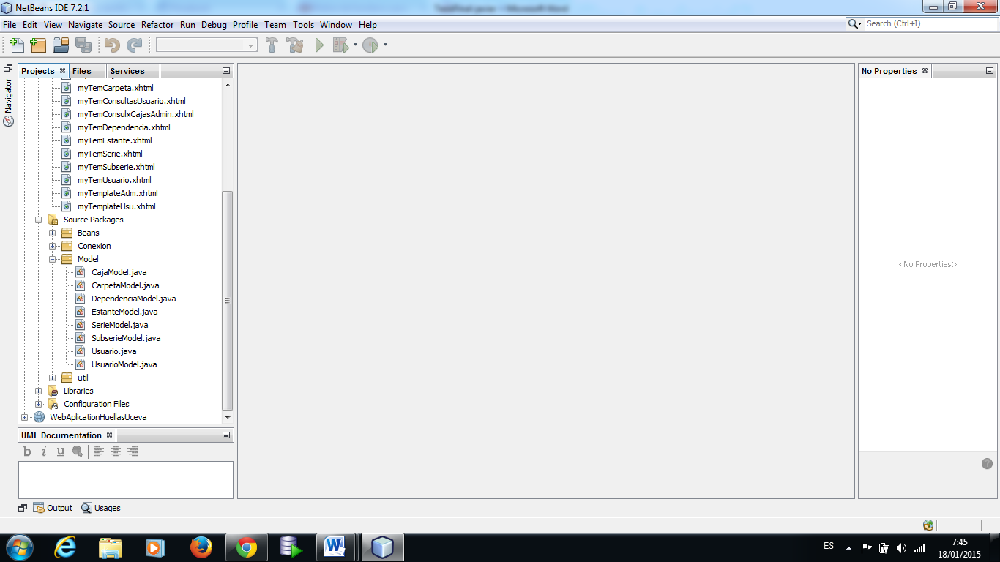 NetBeans IDE 7.2.1
File Edit View Navigate Source Refactor Run Debug Profile Team Tools Window Help
Search (Ctrl+I)
Navigator
Projects Files Services
myTemCarpeta.xhtml
myTemConsultasUsuario.xhtml
myTemConsulxCajasAdmin.xhtml
myTemDependencia.xhtml
myTemEstante.xhtml
myTemSerie.xhtml
myTemSubserie.xhtml
myTemUsuario.xhtml
myTemplateAdm.xhtml
myTemplateUsu.xhtml
Source Packages
Beans
Conexion
Model
CajaModel.java
CarpetaModel.java
DependenciaModel.java
EstanteModel.java
SerieModel.java
SubserieModel.java
Usuario.java
UsuarioModel.java
util
Libraries
Configuration Files
WebAplicationHuellasUceva
UML Documentation
b i u
Output Usages
No Properties
<No Properties>
ES
7:45
18/01/2015